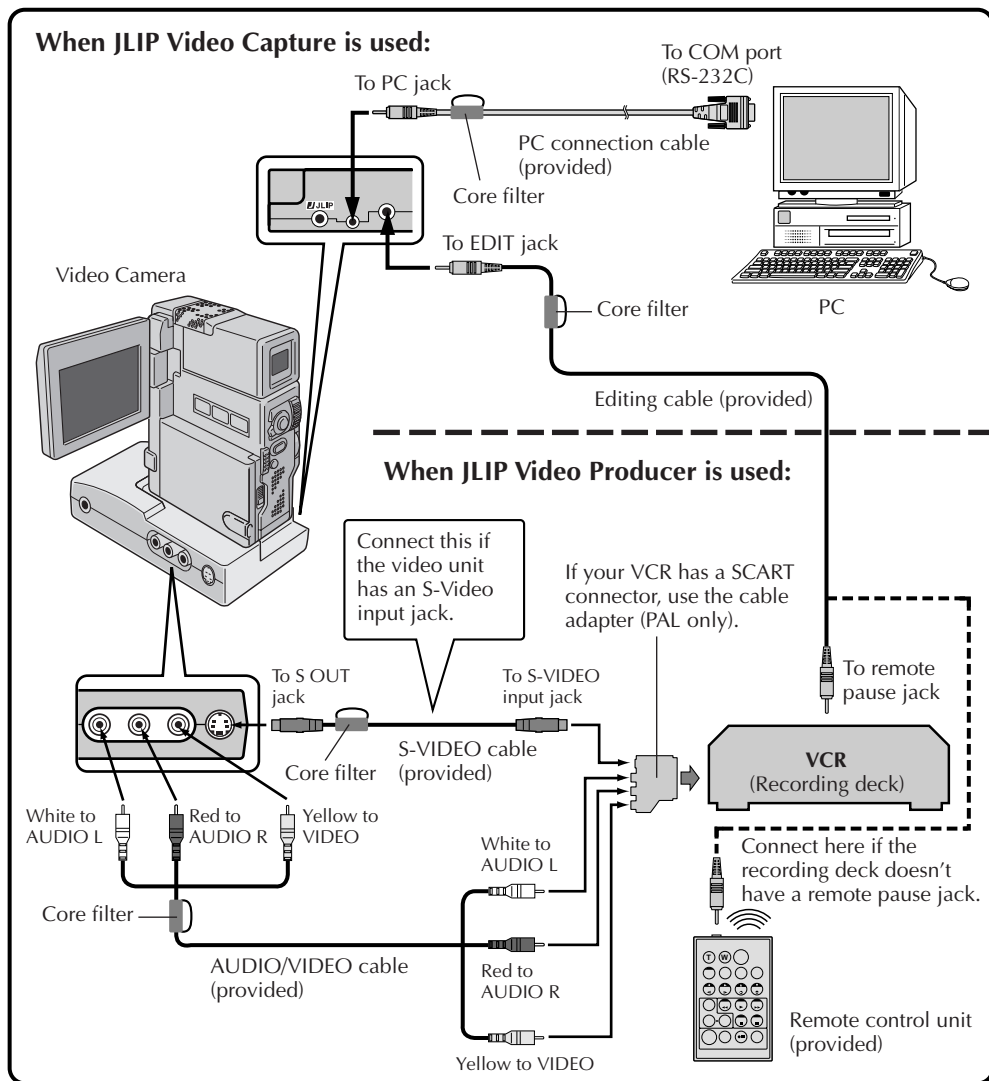 When JLIP Video Capture is used:
To COM port
(RS-232C)
To PC jack
PC connection cable
(provided)
Core filter
JLIP
To EDIT jack
Video Camera
Core filter
PC
Editing cable (provided)
When JLIP Video Producer is used:
Connect this if
the video unit
has an S-Video
input jack.
If your VCR has a SCART
connector, use the cable
adapter (PAL only).
To S OUT
jack
To S-VIDEO
input jack
To remote
pause jack
Core filter
S-VIDEO cable
(provided)
VCR
(Recording deck)
White to
AUDIO L
Red to
AUDIO R
Yellow to
VIDEO
White to
AUDIO L
Connect here if the
recording deck doesn't
have a remote pause jack.
Core filter
AUDIO/VIDEO cable
(provided)
Red to
AUDIO R
T W
Remote control unit
(provided)
Yellow to VIDEO